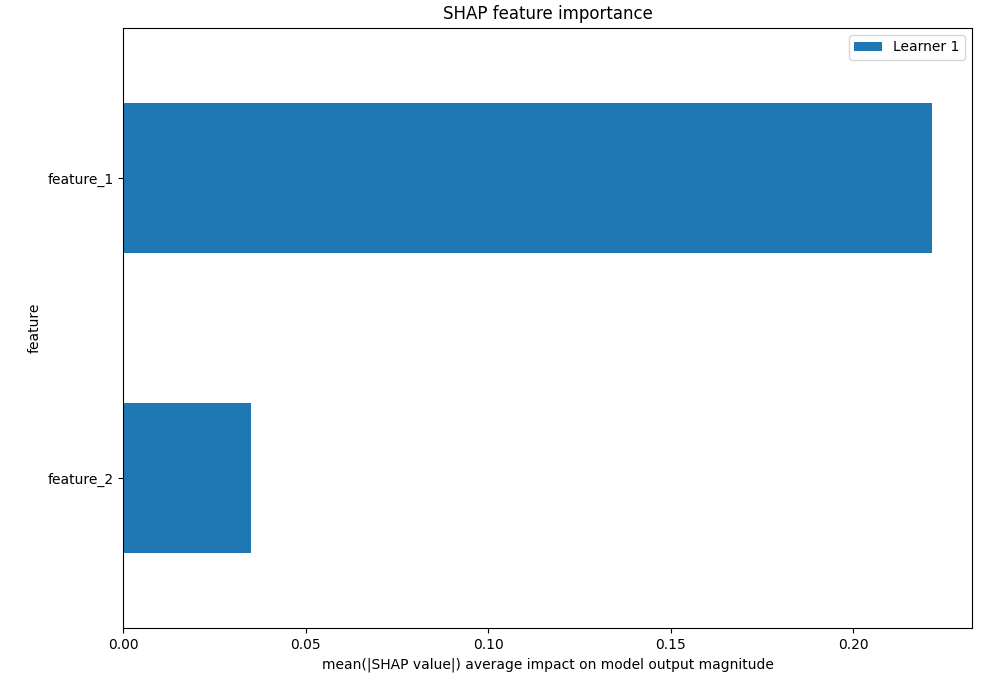 SHAP feature importance
Learner 1
feature_1
feature
feature_2
0.00 0.05 0.10 0.15 0.20
mean(|SHAP value|) average impact on model output magnitude